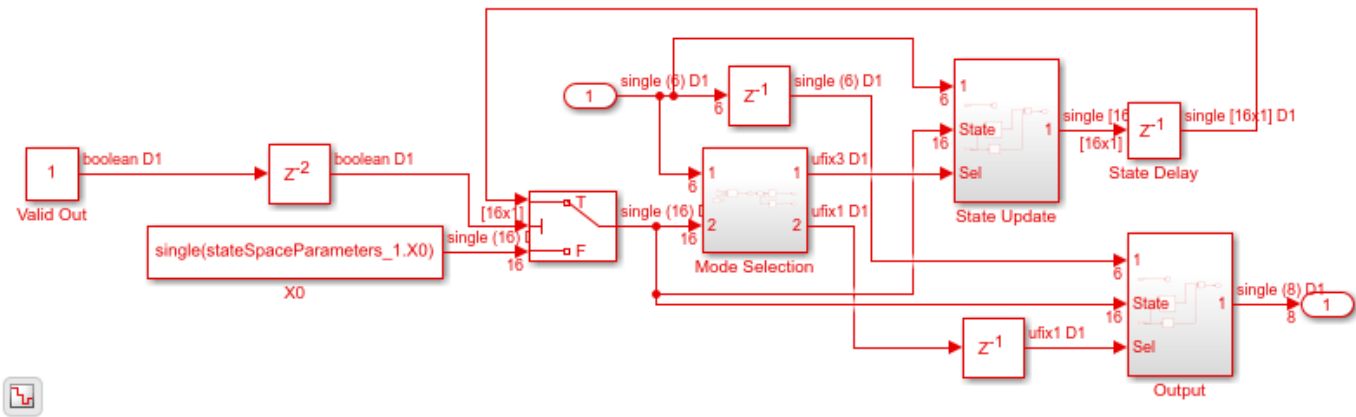 single (6) D1
1
6
Z-1
single (6) D1
1
6
State
16
Sel
1
State Update
single [16
[16x1]
Z-1
State Delay
single [16x1] D1
1
Valid Out
boolean D1
Z-2
boolean D1
[16x1]
T
F
16
single(stateSpaceParameters_1.X0)
X0
single (16) D
single (16) D
1
6
2
16
1
2
Mode Selection
ufix3 D1
ufix1 D1
Z-1
ufix1 D1
1
6
State
16
Sel
1
Output
single (8) D1
8
1